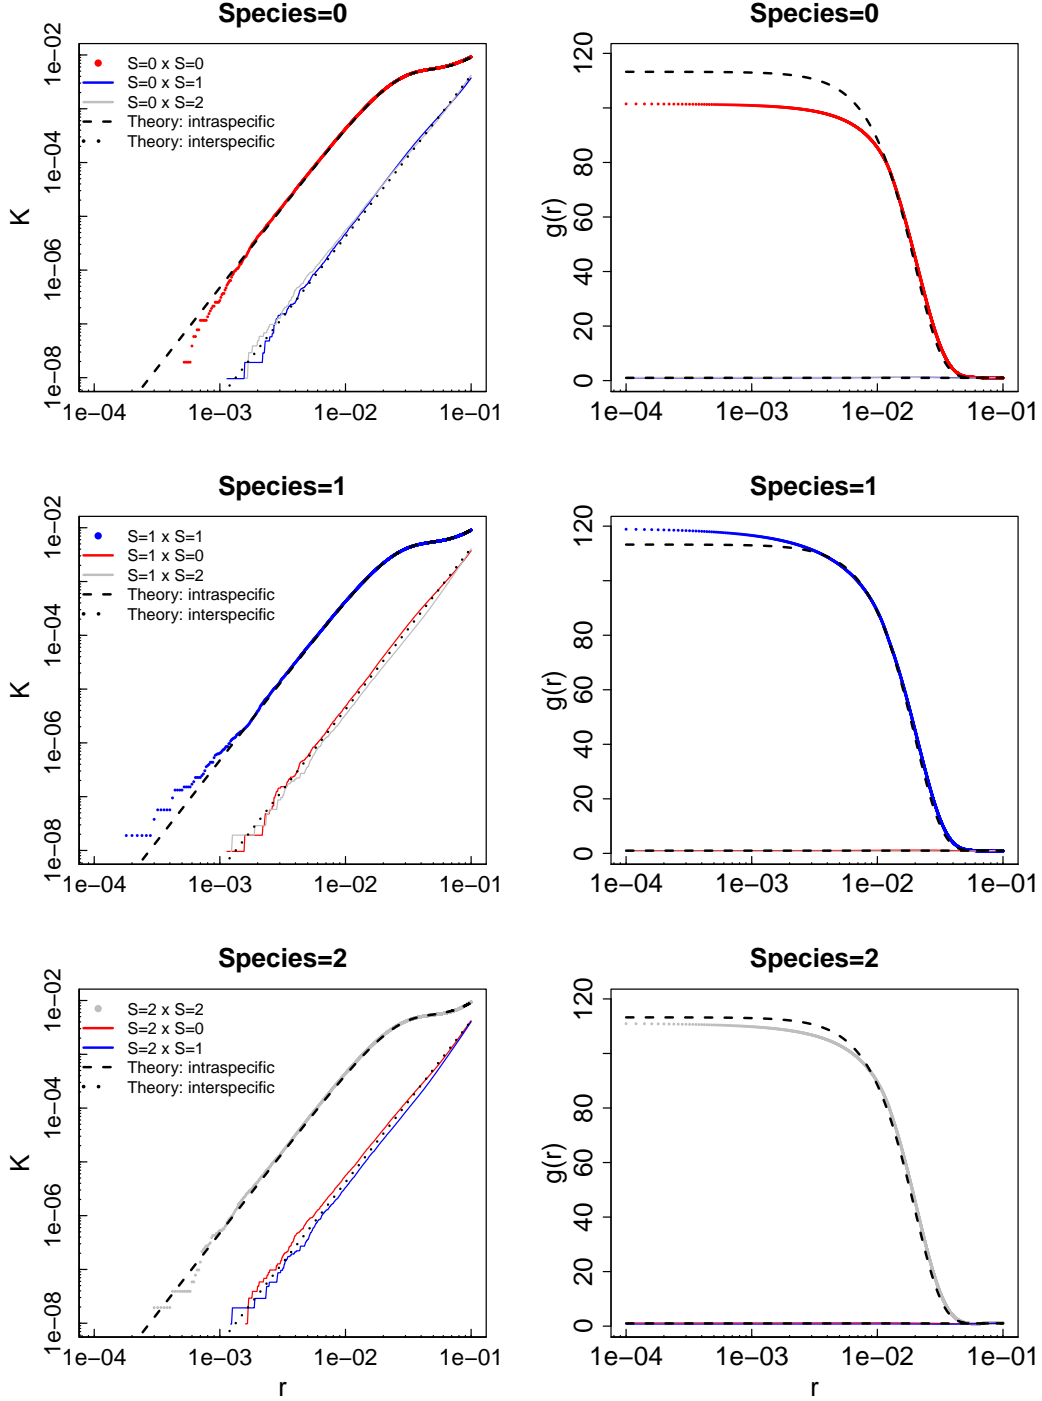 Species=0
Species=0
K
1e−02
1e−04
1e−06
1e−08
S=0 x S=0
S=0 x S=1
S=0 x S=2
Theory: intraspecific
Theory: interspecific
1e−04 1e−03 1e−02 1e−01
g(r)
120
80
60
40
20
0
1e−04 1e−03 1e−02 1e−01
Species=1
Species=1
K
1e−02
1e−04
1e−06
1e−08
S=1 x S=1
S=1 x S=0
S=1 x S=2
Theory: intraspecific
Theory: interspecific
1e−04 1e−03 1e−02 1e−01
g(r)
120
80
60
40
20
0
1e−04 1e−03 1e−02 1e−01
Species=2
Species=2
K
1e−02
1e−04
1e−06
1e−08
S=2 x S=2
S=2 x S=0
S=2 x S=1
Theory: intraspecific
Theory: interspecific
1e−04 1e−03 1e−02 1e−01
r
g(r)
120
80
60
40
20
0
1e−04 1e−03 1e−02 1e−01
r